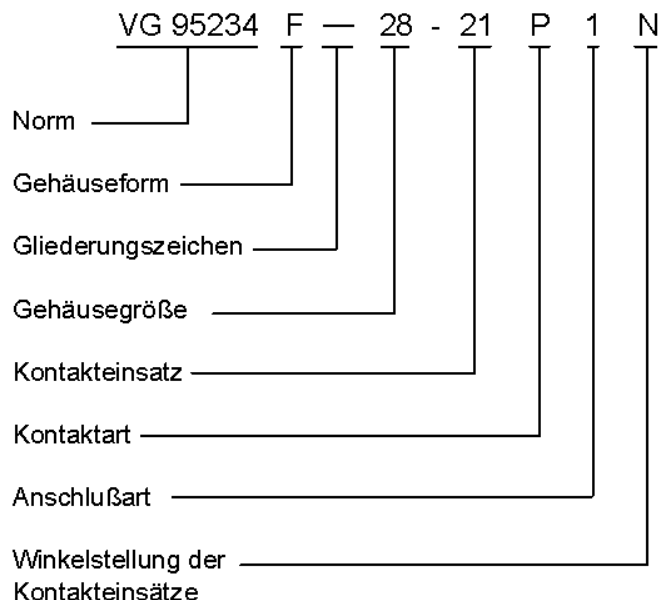 VG 95234 F — 28 - 21 P 1 N
Norm
Gehäuseform
Gliederungszeichen
Gehäusegröße
Kontakteinsatz
Kontaktart
Anschlußart
Winkelstellung der
Kontakteinsätze